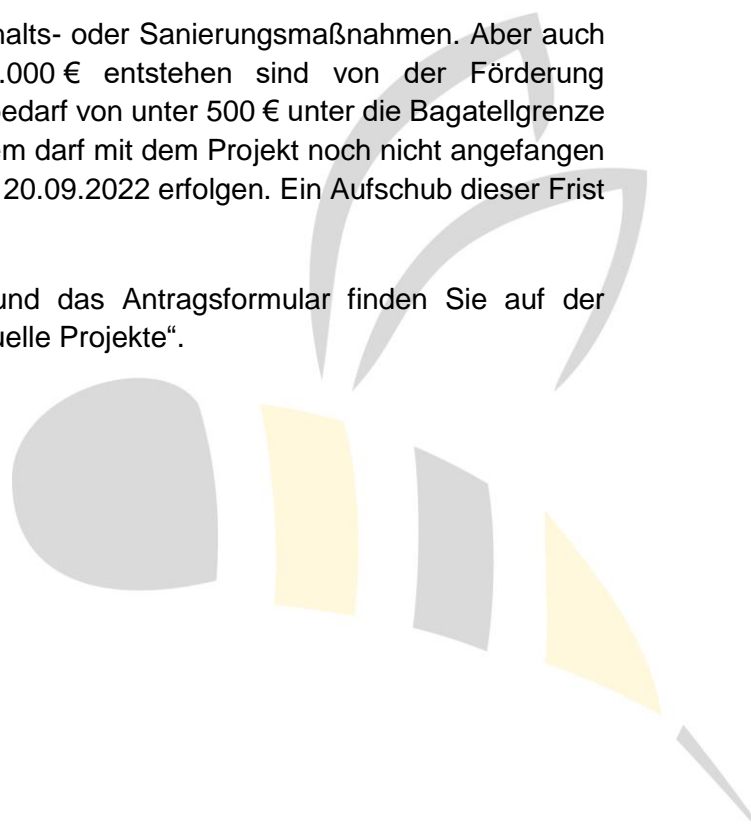 halts- oder Sanierungsmaßnahmen. Aber auch
.000 € entstehen sind von der Förderung
bedarf von unter 500 € unter die Bagatellgrenze
em darf mit dem Projekt noch nicht angefangen
20.09.2022 erfolgen. Ein Aufschub dieser Frist
und das Antragsformular finden Sie auf der
uelle Projekte“.